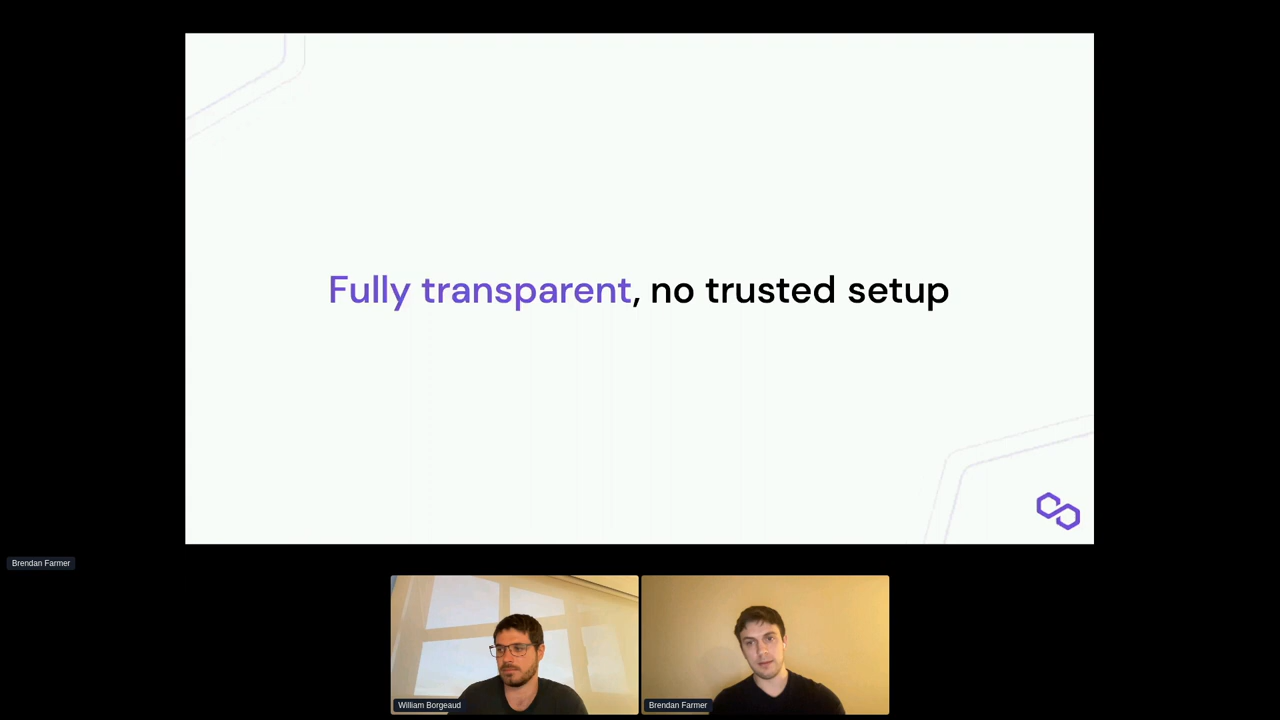 Fully transparent, no trusted setup
Brendan Farmer
William Borgeaud
Brendan Farmer